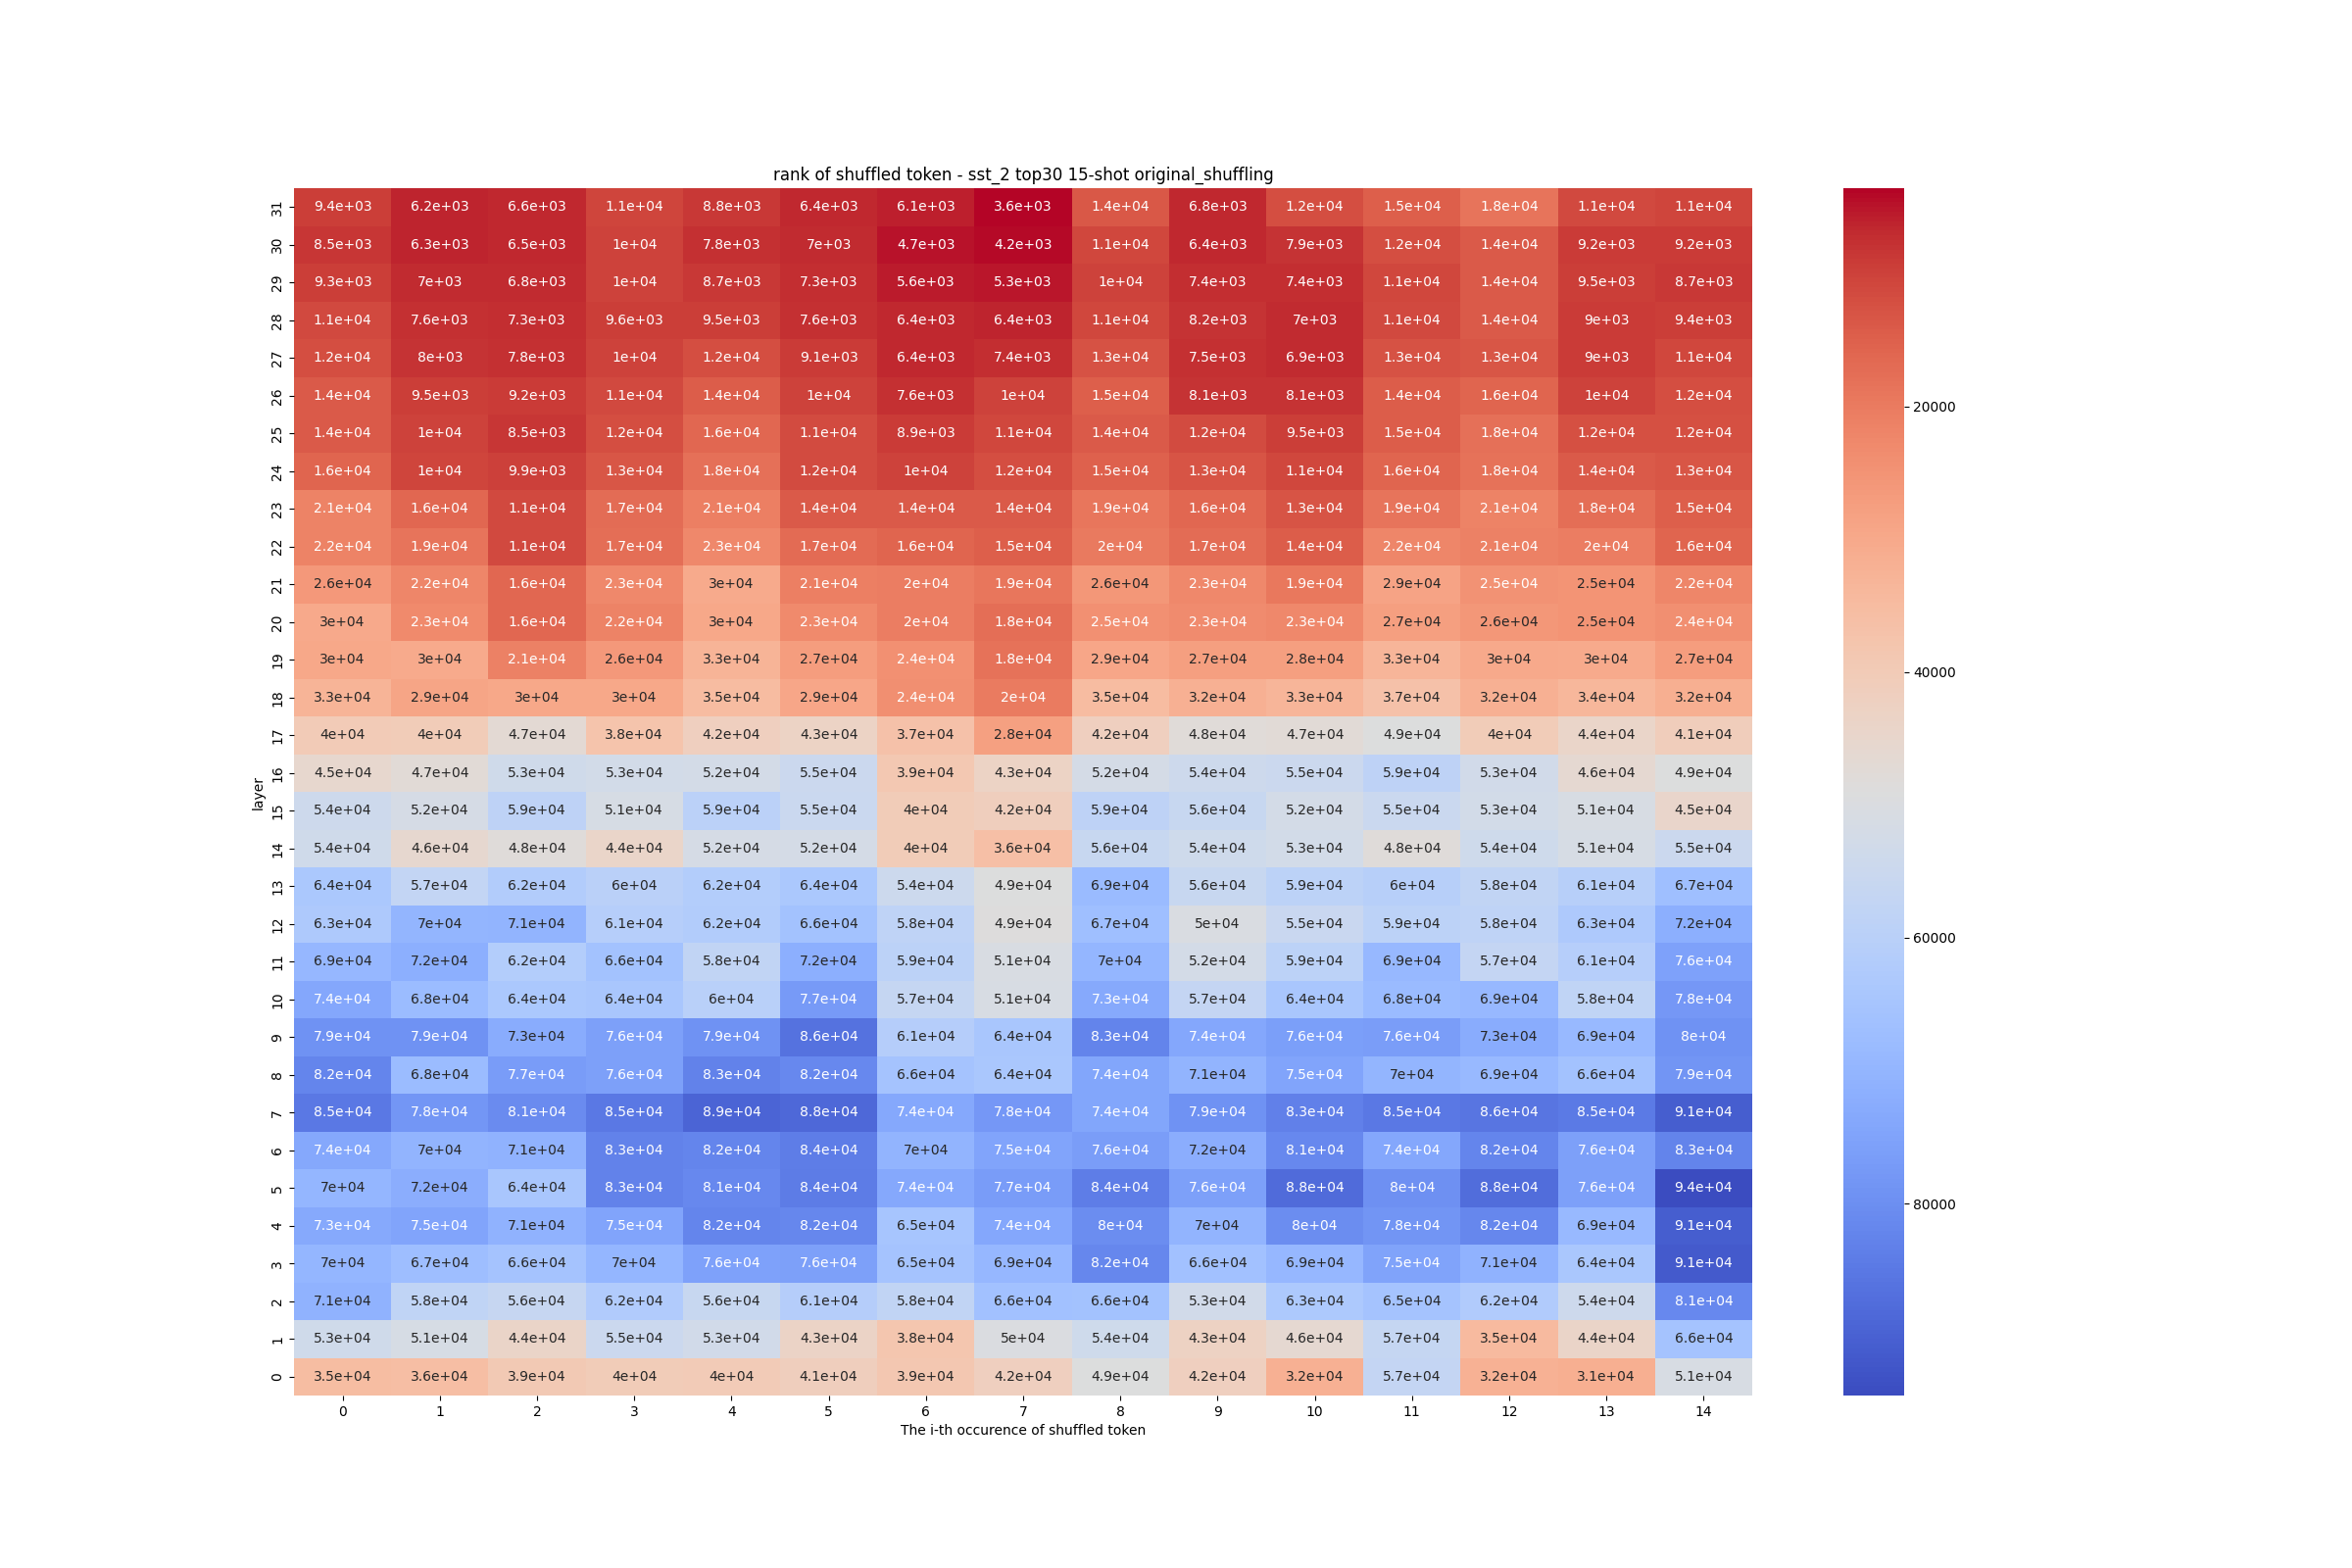 rank of shuffled token - sst_2 top30 15-shot original_shuffling
31 9.4e+03 6.2e+03 6.6e+03 1.1e+04 8.8e+03 6.4e+03 6.1e+03 3.6e+03 1.4e+04 6.8e+03 1.2e+04 1.5e+04 1.8e+04 1.1e+04 1.1e+04
30 8.5e+03 6.3e+03 6.5e+03 1e+04 7.8e+03 7e+03 4.7e+03 4.2e+03 1.1e+04 6.4e+03 7.9e+03 1.2e+04 1.4e+04 9.2e+03 9.2e+03
29 9.3e+03 7e+03 6.8e+03 1e+04 8.7e+03 7.3e+03 5.6e+03 5.3e+03 1e+04 7.4e+03 7.4e+03 1.1e+04 1.4e+04 9.5e+03 8.7e+03
28 1.1e+04 7.6e+03 7.3e+03 9.6e+03 9.5e+03 7.6e+03 6.4e+03 6.4e+03 1.1e+04 8.2e+03 7e+03 1.1e+04 1.4e+04 9e+03 9.4e+03
27 1.2e+04 8e+03 7.8e+03 1e+04 1.2e+04 9.1e+03 6.4e+03 7.4e+03 1.3e+04 7.5e+03 6.9e+03 1.3e+04 1.3e+04 9e+03 1.1e+04
26 1.4e+04 9.5e+03 9.2e+03 1.1e+04 1.4e+04 1e+04 7.6e+03 1e+04 1.5e+04 8.1e+03 8.1e+03 1.4e+04 1.6e+04 1e+04 1.2e+04
25 1.4e+04 1e+04 8.5e+03 1.2e+04 1.6e+04 1.1e+04 8.9e+03 1.1e+04 1.4e+04 1.2e+04 9.5e+03 1.5e+04 1.8e+04 1.2e+04 1.2e+04
20000
24 1.6e+04 1e+04 9.9e+03 1.3e+04 1.8e+04 1.2e+04 1e+04 1.2e+04 1.5e+04 1.3e+04 1.1e+04 1.6e+04 1.8e+04 1.4e+04 1.3e+04
23 2.1e+04 1.6e+04 1.1e+04 1.7e+04 2.1e+04 1.4e+04 1.4e+04 1.4e+04 1.9e+04 1.6e+04 1.3e+04 1.9e+04 2.1e+04 1.8e+04 1.5e+04
22 2.2e+04 1.9e+04 1.1e+04 1.7e+04 2.3e+04 1.7e+04 1.6e+04 1.5e+04 2e+04 1.7e+04 1.4e+04 2.2e+04 2.1e+04 2e+04 1.6e+04
21 2.6e+04 2.2e+04 1.6e+04 2.3e+04 3e+04 2.1e+04 2e+04 1.9e+04 2.6e+04 2.3e+04 1.9e+04 2.9e+04 2.5e+04 2.5e+04 2.2e+04
20 3e+04 2.3e+04 1.6e+04 2.2e+04 3e+04 2.3e+04 2e+04 1.8e+04 2.5e+04 2.3e+04 2.3e+04 2.7e+04 2.6e+04 2.5e+04 2.4e+04
19 3e+04 3e+04 2.1e+04 2.6e+04 3.3e+04 2.7e+04 2.4e+04 1.8e+04 2.9e+04 2.7e+04 2.8e+04 3.3e+04 3e+04 3e+04 2.7e+04
40000
18 3.3e+04 2.9e+04 3e+04 3e+04 3.5e+04 2.9e+04 2.4e+04 2e+04 3.5e+04 3.2e+04 3.3e+04 3.7e+04 3.2e+04 3.4e+04 3.2e+04
17 4e+04 4e+04 4.7e+04 3.8e+04 4.2e+04 4.3e+04 3.7e+04 2.8e+04 4.2e+04 4.8e+04 4.7e+04 4.9e+04 4e+04 4.4e+04 4.1e+04
16 4.5e+04 4.7e+04 5.3e+04 5.3e+04 5.2e+04 5.5e+04 3.9e+04 4.3e+04 5.2e+04 5.4e+04 5.5e+04 5.9e+04 5.3e+04 4.6e+04 4.9e+04
layer
15 5.4e+04 5.2e+04 5.9e+04 5.1e+04 5.9e+04 5.5e+04 4e+04 4.2e+04 5.9e+04 5.6e+04 5.2e+04 5.5e+04 5.3e+04 5.1e+04 4.5e+04
14 5.4e+04 4.6e+04 4.8e+04 4.4e+04 5.2e+04 5.2e+04 4e+04 3.6e+04 5.6e+04 5.4e+04 5.3e+04 4.8e+04 5.4e+04 5.1e+04 5.5e+04
13 6.4e+04 5.7e+04 6.2e+04 6e+04 6.2e+04 6.4e+04 5.4e+04 4.9e+04 6.9e+04 5.6e+04 5.9e+04 6e+04 5.8e+04 6.1e+04 6.7e+04
12 6.3e+04 7e+04 7.1e+04 6.1e+04 6.2e+04 6.6e+04 5.8e+04 4.9e+04 6.7e+04 5e+04 5.5e+04 5.9e+04 5.8e+04 6.3e+04 7.2e+04
60000
11 6.9e+04 7.2e+04 6.2e+04 6.6e+04 5.8e+04 7.2e+04 5.9e+04 5.1e+04 7e+04 5.2e+04 5.9e+04 6.9e+04 5.7e+04 6.1e+04 7.6e+04
10 7.4e+04 6.8e+04 6.4e+04 6.4e+04 6e+04 7.7e+04 5.7e+04 5.1e+04 7.3e+04 5.7e+04 6.4e+04 6.8e+04 6.9e+04 5.8e+04 7.8e+04
9 7.9e+04 7.9e+04 7.3e+04 7.6e+04 7.9e+04 8.6e+04 6.1e+04 6.4e+04 8.3e+04 7.4e+04 7.6e+04 7.6e+04 7.3e+04 6.9e+04 8e+04
8 8.2e+04 6.8e+04 7.7e+04 7.6e+04 8.3e+04 8.2e+04 6.6e+04 6.4e+04 7.4e+04 7.1e+04 7.5e+04 7e+04 6.9e+04 6.6e+04 7.9e+04
7 8.5e+04 7.8e+04 8.1e+04 8.5e+04 8.9e+04 8.8e+04 7.4e+04 7.8e+04 7.4e+04 7.9e+04 8.3e+04 8.5e+04 8.6e+04 8.5e+04 9.1e+04
6 7.4e+04 7e+04 7.1e+04 8.3e+04 8.2e+04 8.4e+04 7e+04 7.5e+04 7.6e+04 7.2e+04 8.1e+04 7.4e+04 8.2e+04 7.6e+04 8.3e+04
5 7e+04 7.2e+04 6.4e+04 8.3e+04 8.1e+04 8.4e+04 7.4e+04 7.7e+04 8.4e+04 7.6e+04 8.8e+04 8e+04 8.8e+04 7.6e+04 9.4e+04
80000
4 7.3e+04 7.5e+04 7.1e+04 7.5e+04 8.2e+04 8.2e+04 6.5e+04 7.4e+04 8e+04 7e+04 8e+04 7.8e+04 8.2e+04 6.9e+04 9.1e+04
3 7e+04 6.7e+04 6.6e+04 7e+04 7.6e+04 7.6e+04 6.5e+04 6.9e+04 8.2e+04 6.6e+04 6.9e+04 7.5e+04 7.1e+04 6.4e+04 9.1e+04
2 7.1e+04 5.8e+04 5.6e+04 6.2e+04 5.6e+04 6.1e+04 5.8e+04 6.6e+04 6.6e+04 5.3e+04 6.3e+04 6.5e+04 6.2e+04 5.4e+04 8.1e+04
1 5.3e+04 5.1e+04 4.4e+04 5.5e+04 5.3e+04 4.3e+04 3.8e+04 5e+04 5.4e+04 4.3e+04 4.6e+04 5.7e+04 3.5e+04 4.4e+04 6.6e+04
0 3.5e+04 3.6e+04 3.9e+04 4e+04 4e+04 4.1e+04 3.9e+04 4.2e+04 4.9e+04 4.2e+04 3.2e+04 5.7e+04 3.2e+04 3.1e+04 5.1e+04
0 1 2 3 4 5 6 7 8 9 10 11 12 13 14
The i-th occurence of shuffled token